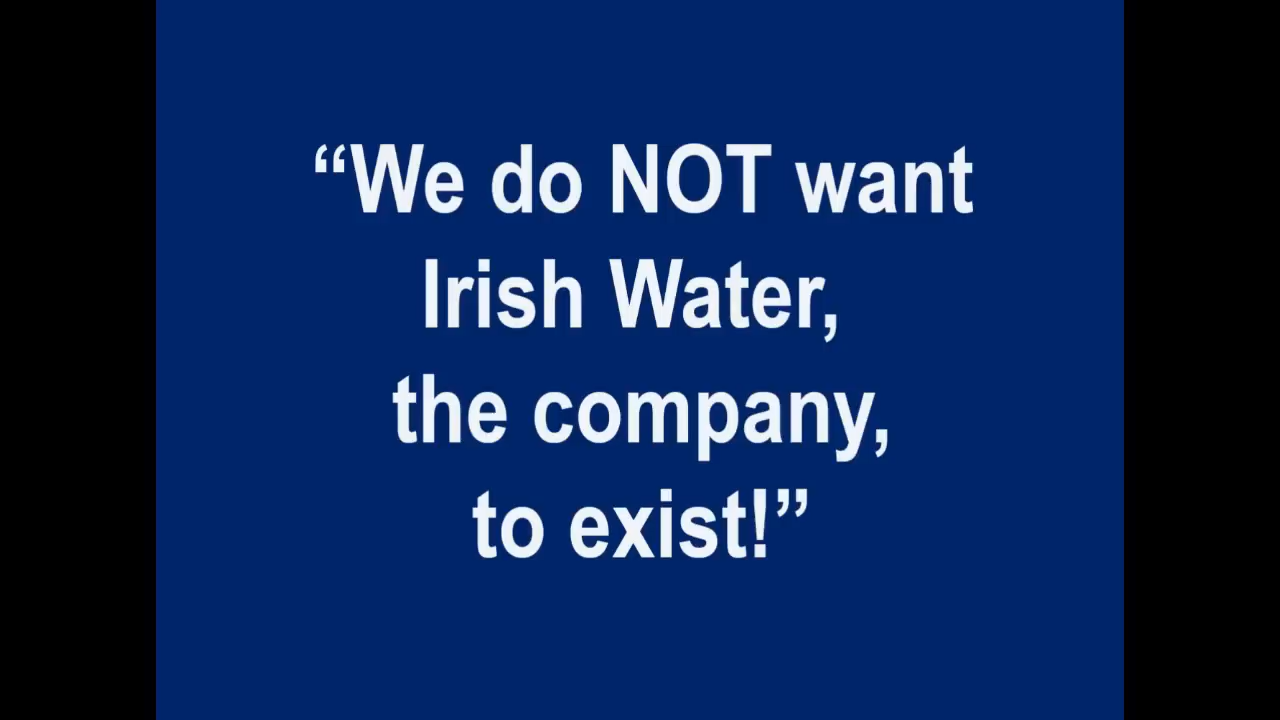 “We do NOT want
Irish Water,
the company,
to exist!”